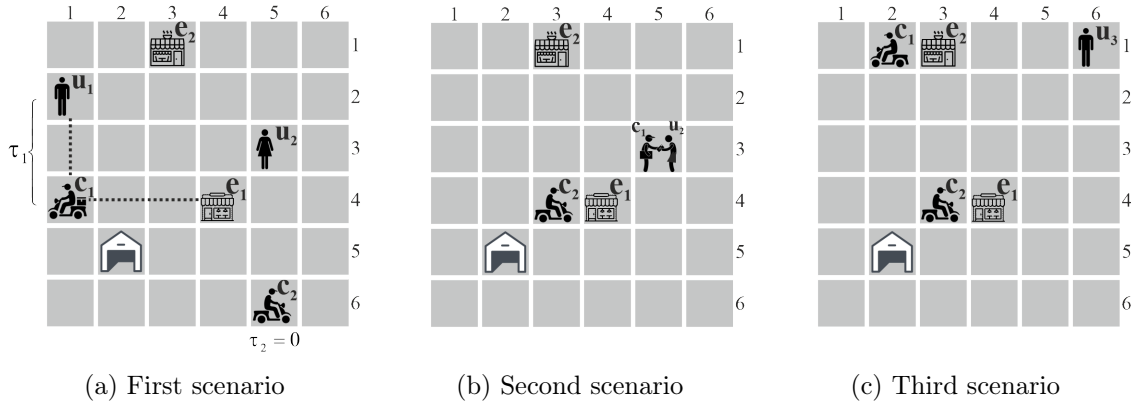 1 2 3 4 5 6
e2 1
u1 2
τ1 u2 3
c1 e1 4
5
c2 6
τ2 = 0
(a) First scenario
1 2 3 4 5 6
e2 1
2
c1 u2 3
c2 e1 4
5
6
(b) Second scenario
1 2 3 4 5 6
c1 e2 u3 1
2
3
c2 e1 4
5
6
(c) Third scenario